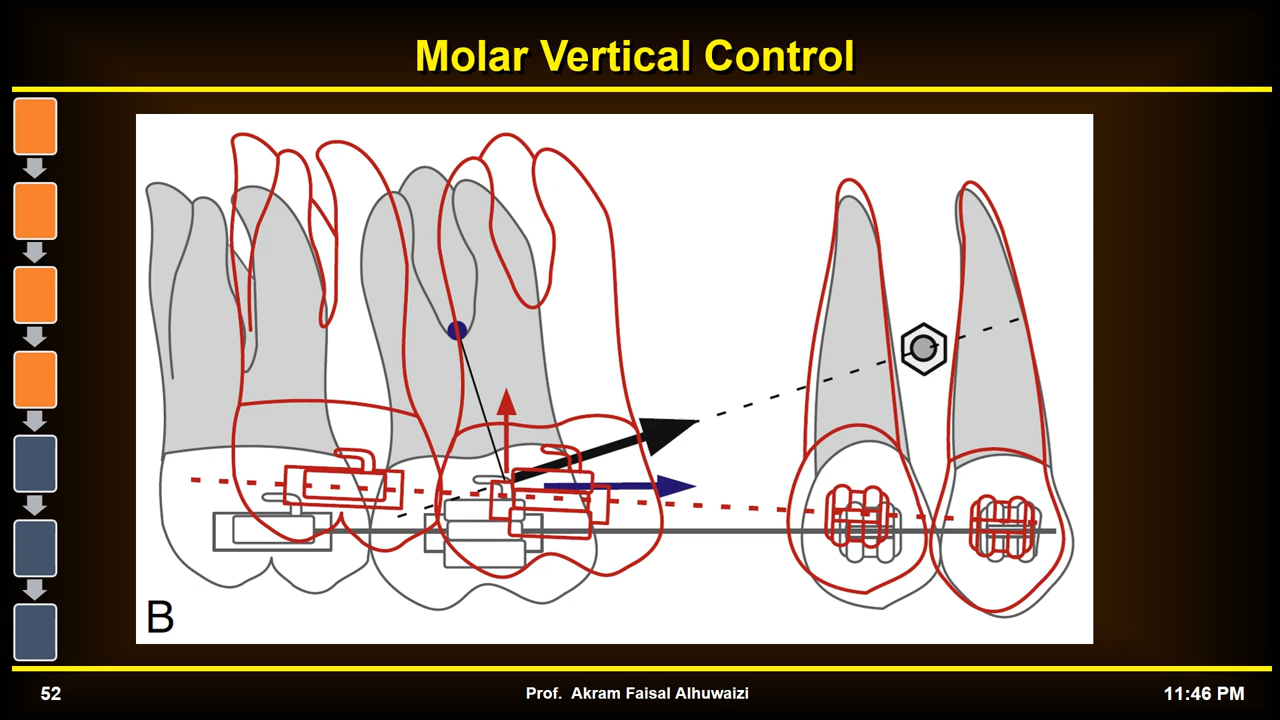 Molar Vertical Control
B
52
Prof. Akram Faisal Alhuwaizi
11:46 PM